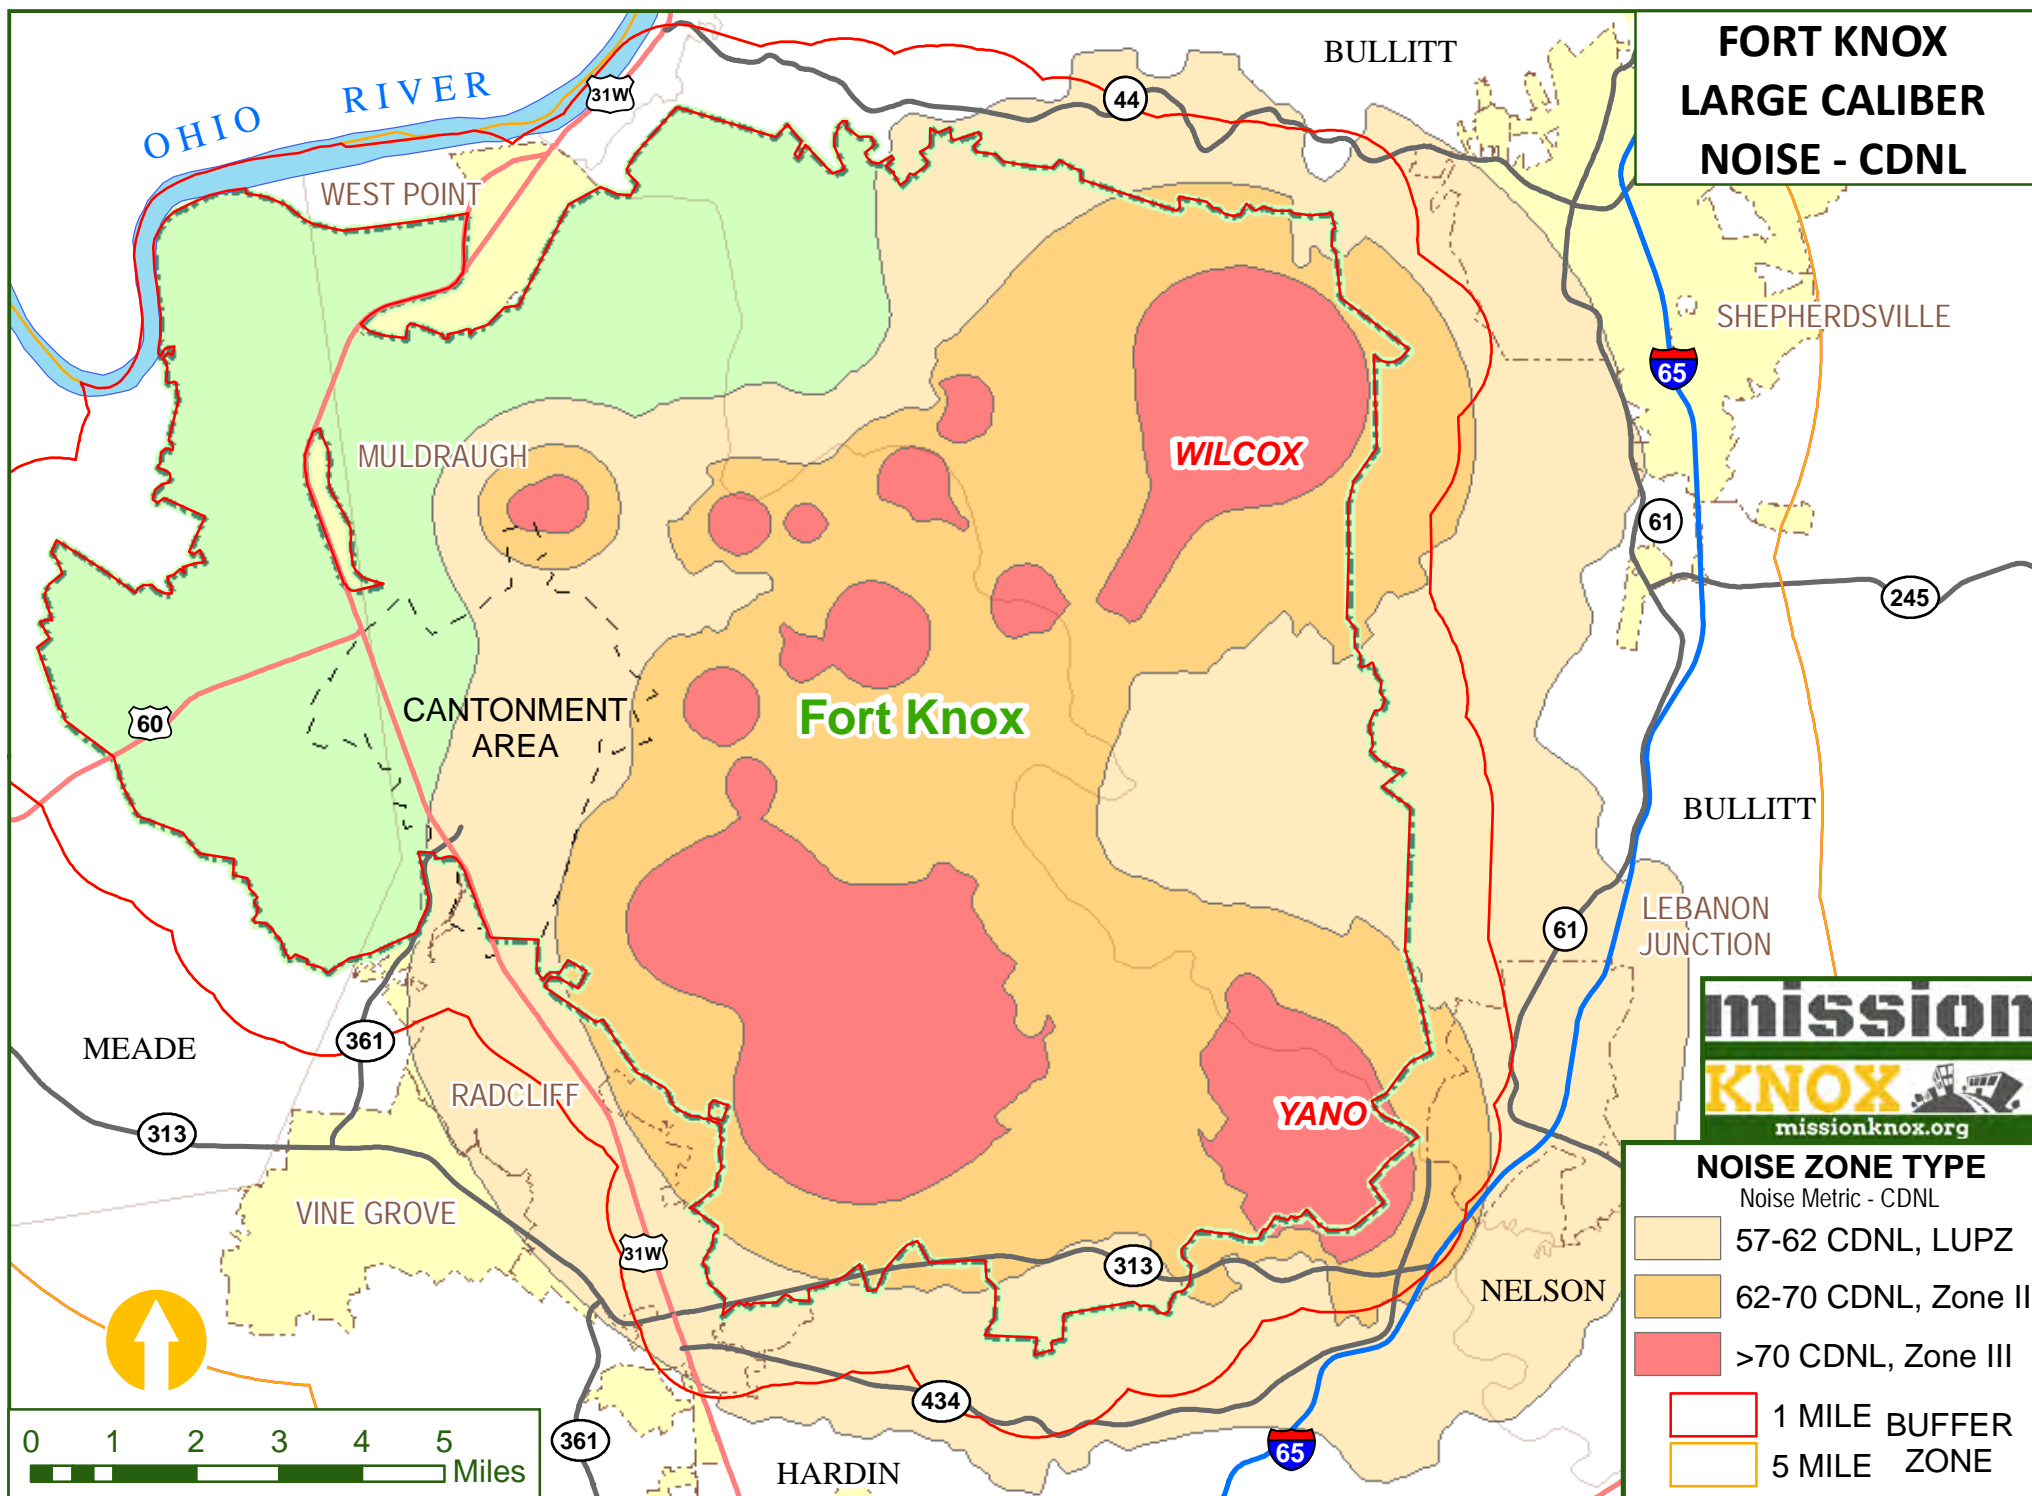 FORT KNOX
LARGE CALIBER
NOISE - CDNL
BULLITT
OHIO RIVER
31W
44
WEST POINT
SHEPHERDSVILLE
65
MULDRAUGH
WILCOX
61
245
60
CANTONMENT
AREA
Fort Knox
BULLITT
LEBANON
JUNCTION
61
mission
KNOX
missionknox.org
361
MEADE
RADCLIFF
313
YANO
VINE GROVE
31W
313
NELSON
434
361
65
HARDIN
NOISE ZONE TYPE
Noise Metric - CDNL
57-62 CDNL, LUPZ
62-70 CDNL, Zone II
>70 CDNL, Zone III
1 MILE
5 MILE
BUFFER
ZONE
0 1 2 3 4 5
Miles